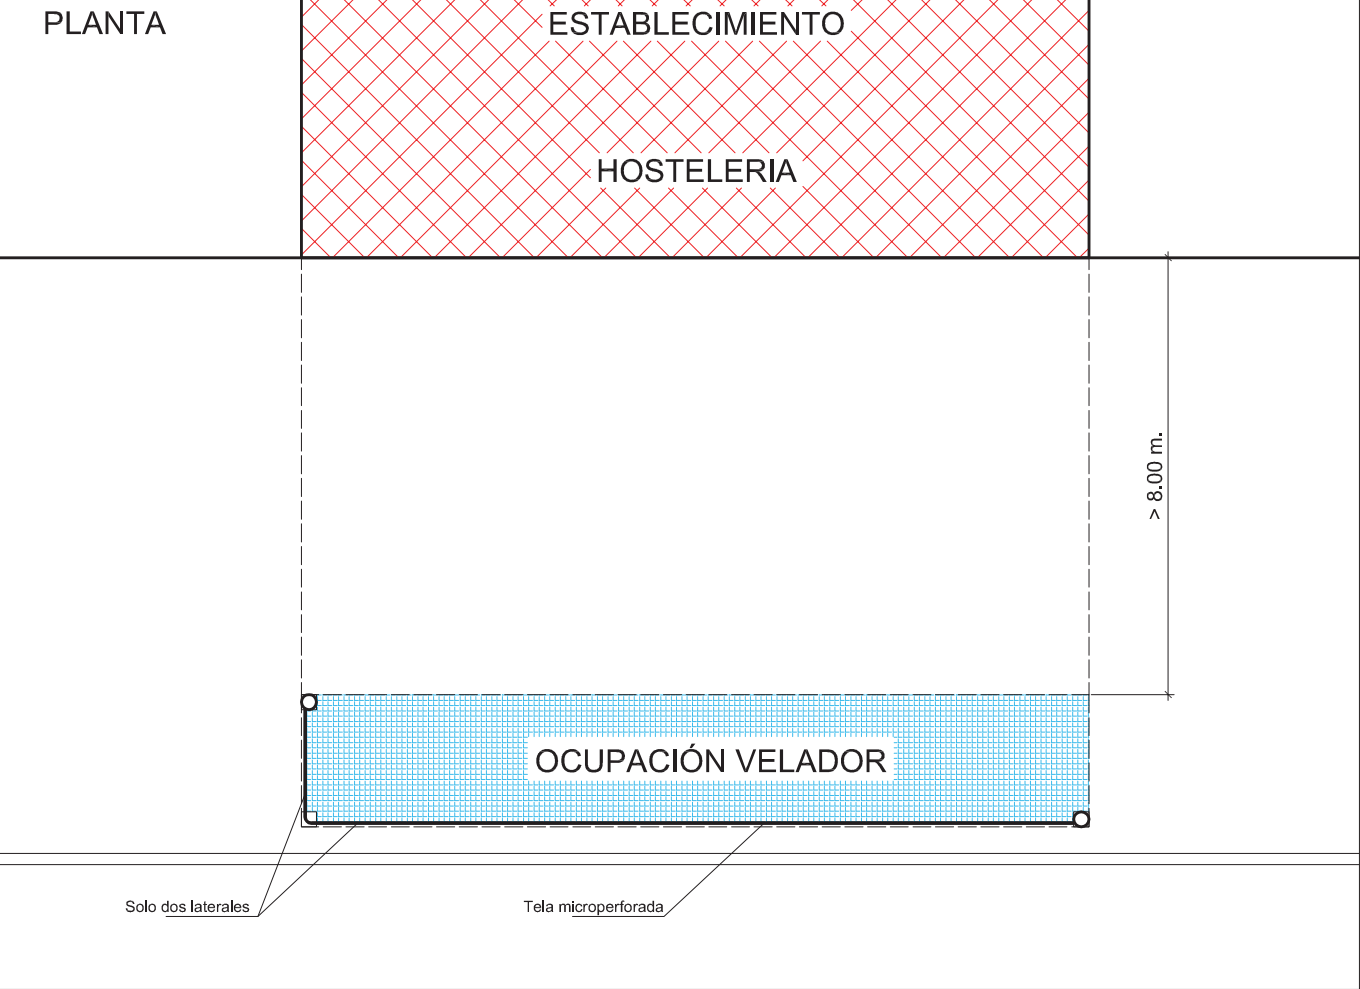 PLANTA
ESTABLECIMIENTO
HOSTELERIA
> 8.00 m.
OCUPACIÓN VELADOR
Solo dos laterales
Tela microperforada